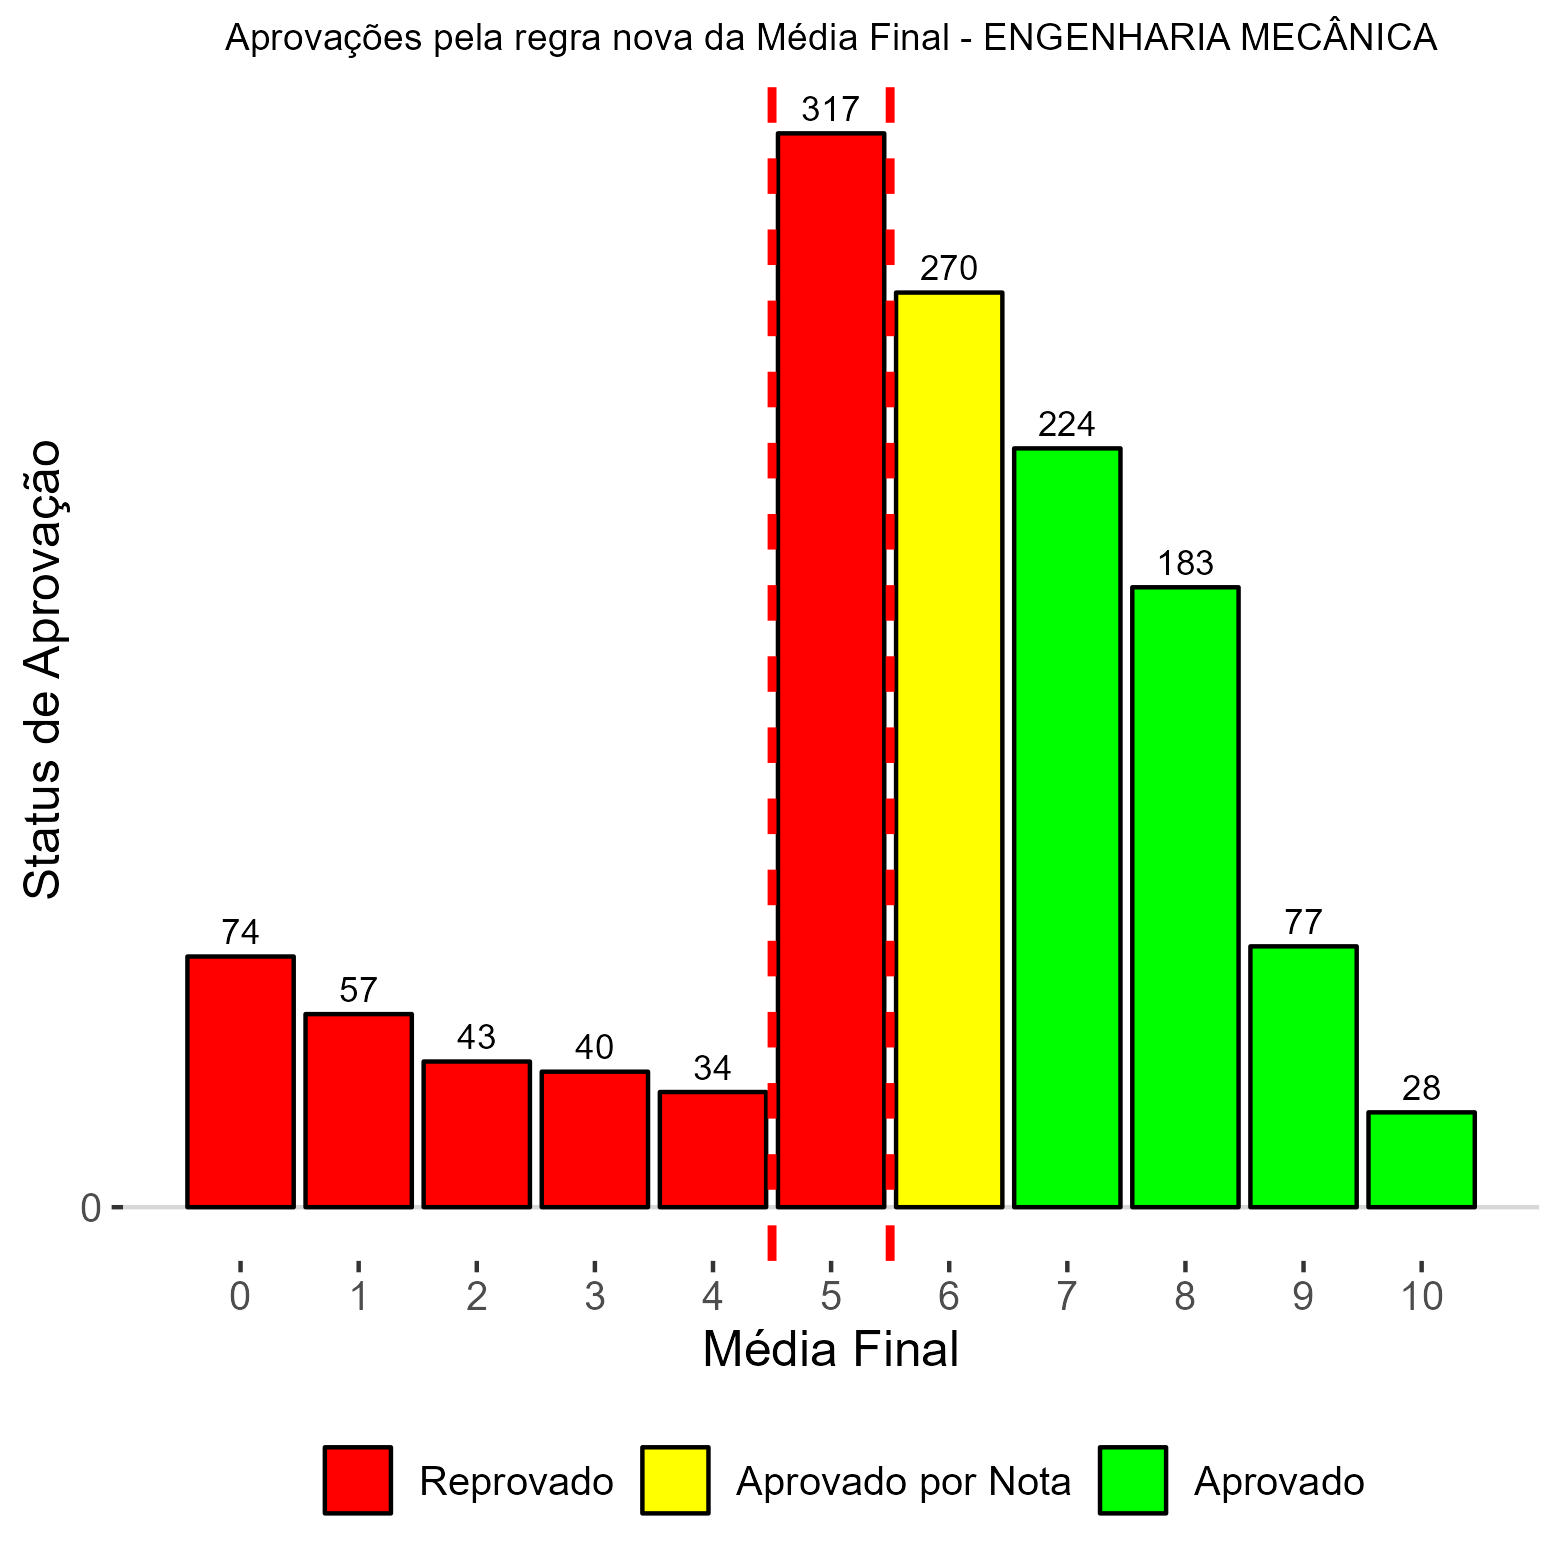 Aprovações pela regra nova da Média Final - ENGENHARIA MECÂNICA
317
270
224
183
77
74
57
43
40
34
28
Status de Aprovação
0
0 1 2 3 4 5 6 7 8 9 10
Média Final
Reprovado Aprovado por Nota Aprovado